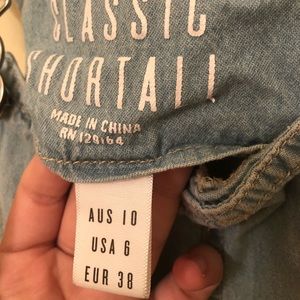 CLASSIC
SHORTALL
MADE IN CHINA
RN 129164
AUS 10
USA 6
EUR 38